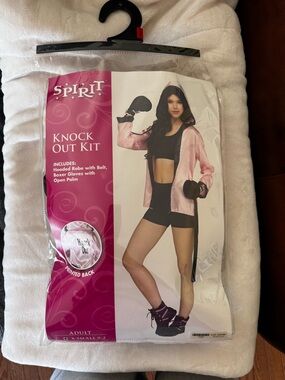 SPIRIT
KNOCK
OUT KIT
INCLUDES:
Hooded Robe with Belt,
Boxer Gloves with
Open Palm
PRINTED BACK
ADULT